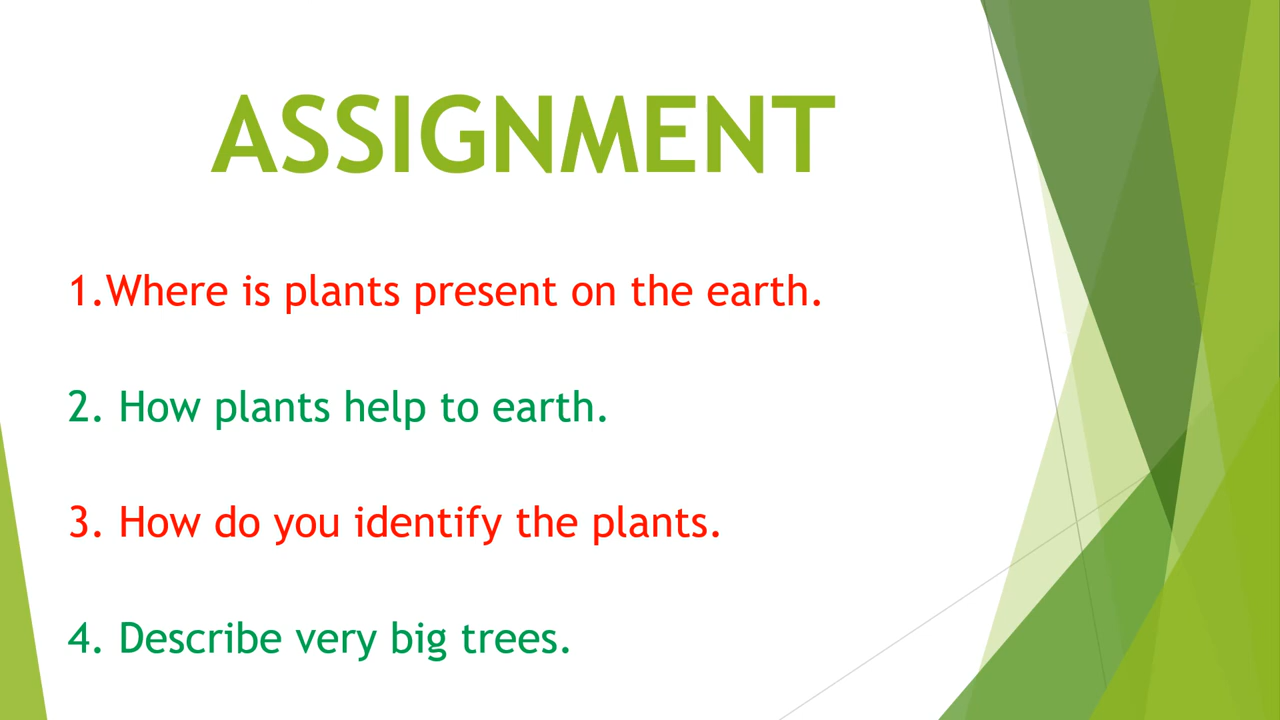 ASSIGNMENT
1.Where is plants present on the earth.
2. How plants help to earth.
3. How do you identify the plants.
4. Describe very big trees.